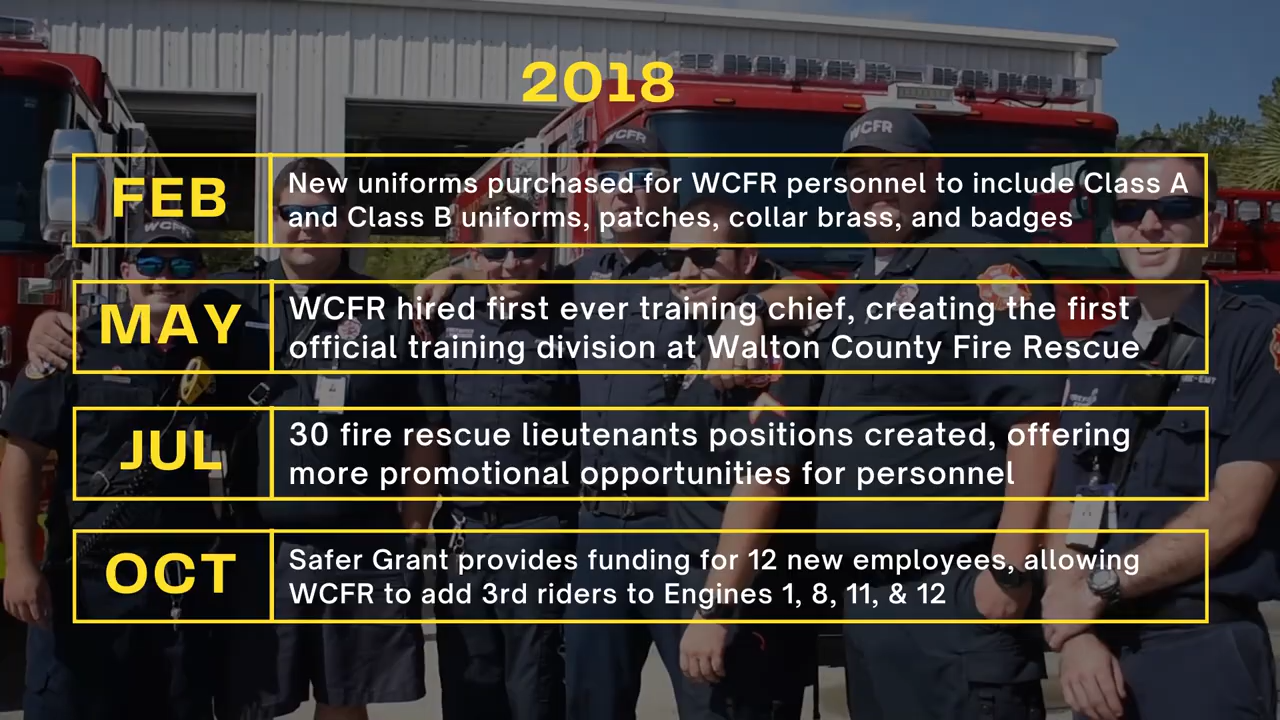 2018
FEB
New uniforms purchased for WCFR personnel to include Class A
and Class B uniforms, patches, collar brass, and badges
MAY
WCFR hired first ever training chief, creating the first
official training division at Walton County Fire Rescue
JUL
30 fire rescue lieutenants positions created, offering
more promotional opportunities for personnel
OCT
Safer Grant provides funding for 12 new employees, allowing
WCFR to add 3rd riders to Engines 1, 8, 11, & 12
WCFR
WCFR
WCFR